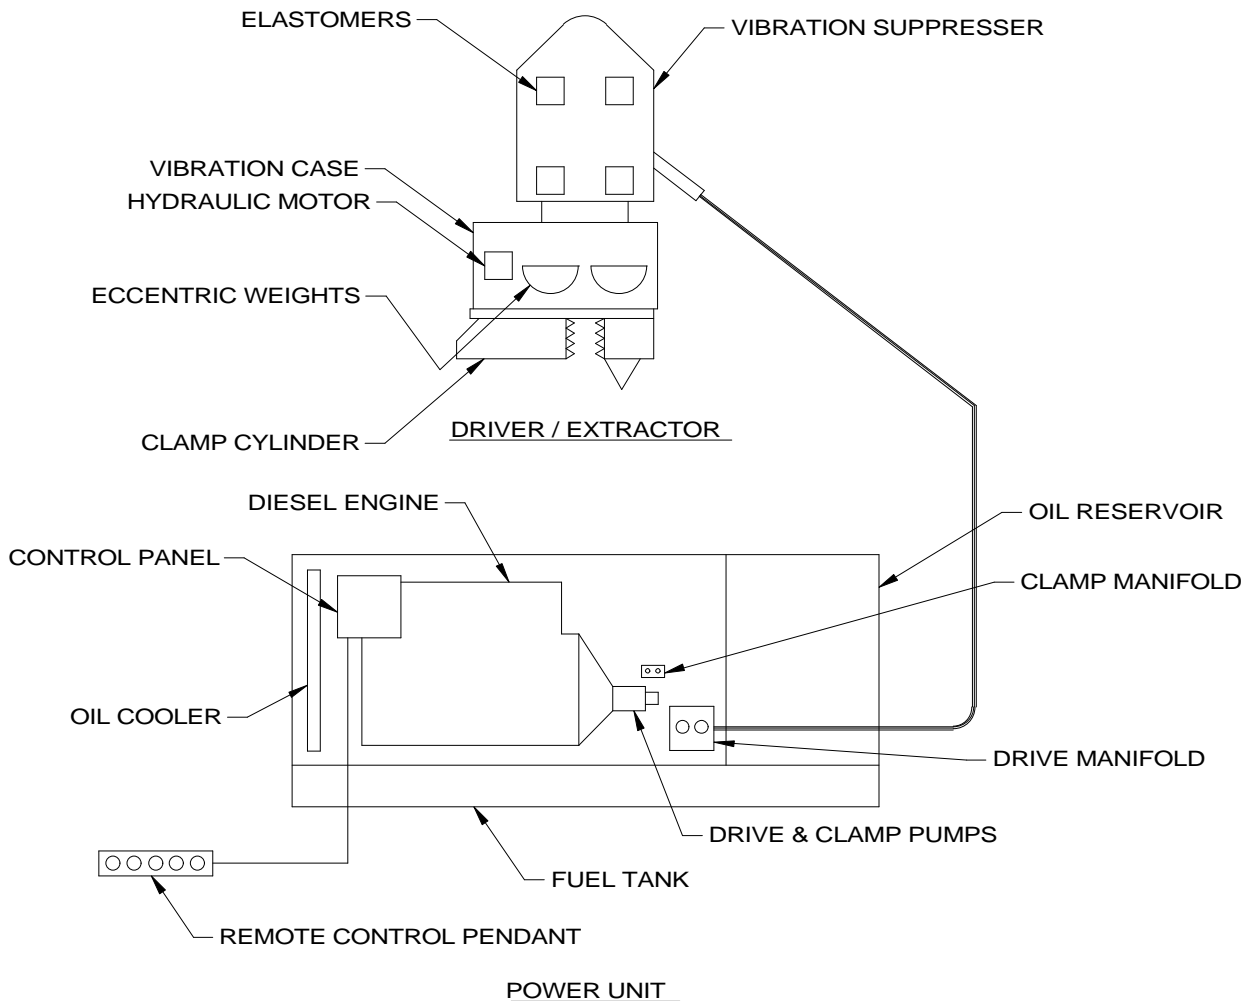 ELASTOMERS
VIBRATION SUPPRESSER
VIBRATION CASE
HYDRAULIC MOTOR
ECCENTRIC WEIGHTS
CLAMP CYLINDER
DRIVER / EXTRACTOR
DIESEL ENGINE
OIL RESERVOIR
CONTROL PANEL
CLAMP MANIFOLD
OIL COOLER
DRIVE MANIFOLD
DRIVE & CLAMP PUMPS
FUEL TANK
REMOTE CONTROL PENDANT
POWER UNIT